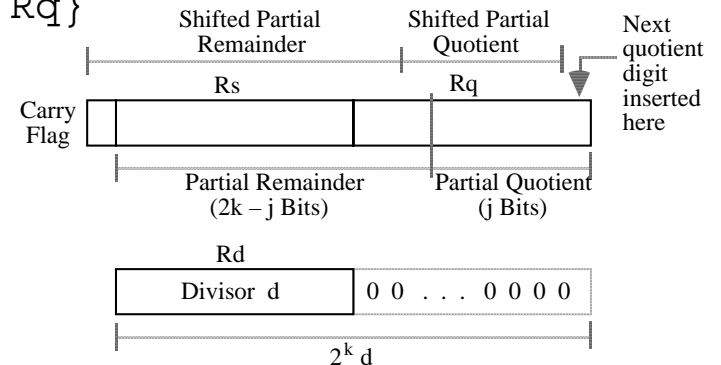 Rq}
Shifted Partial Remainder
Shifted Partial Quotient
Next quotient digit inserted here
Rs
Rq
Carry Flag
Partial Remainder (2k – j Bits)
Partial Quotient (j Bits)
Rd
Divisor d
0 0 . . . 0 0 0 0
2^k d